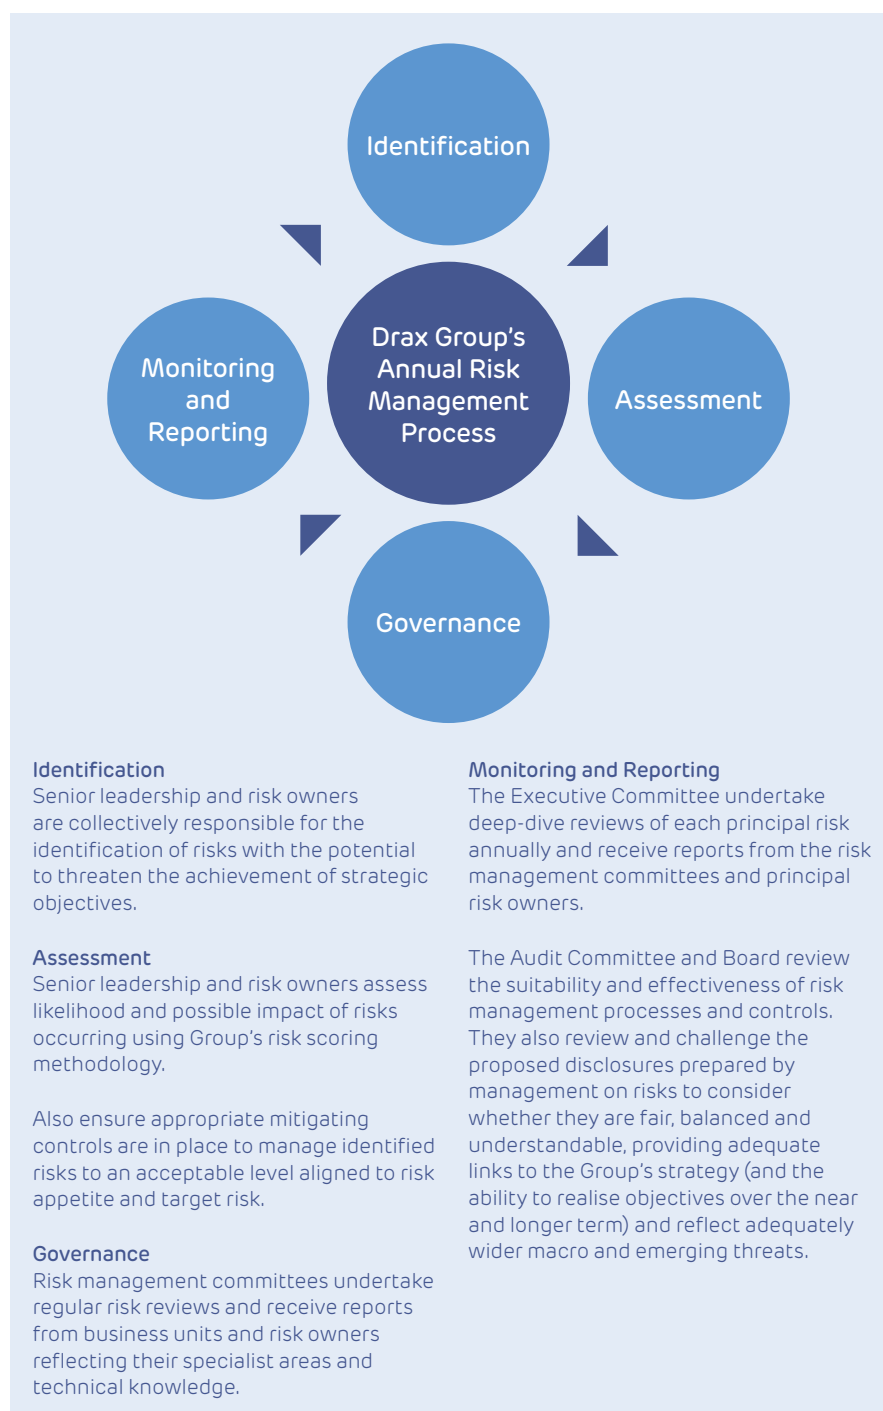 Identification
Drax Group's
Annual Risk
Management
Process
Monitoring
and
Reporting
Assessment
Governance
Identification
Senior leadership and risk owners
are collectively responsible for the
identification of risks with the potential
to threaten the achievement of strategic
objectives.
Assessment
Senior leadership and risk owners assess
likelihood and possible impact of risks
occurring using Group's risk scoring
methodology.
Also ensure appropriate mitigating
controls are in place to manage identified
risks to an acceptable level aligned to risk
appetite and target risk.
Governance
Risk management committees undertake
regular risk reviews and receive reports
from business units and risk owners
reflecting their specialist areas and
technical knowledge.
Monitoring and Reporting
The Executive Committee undertake
deep-dive reviews of each principal risk
annually and receive reports from the risk
management committees and principal
risk owners.
The Audit Committee and Board review
the suitability and effectiveness of risk
management processes and controls.
They also review and challenge the
proposed disclosures prepared by
management on risks to consider
whether they are fair, balanced and
understandable, providing adequate
links to the Group's strategy (and the
ability to realise objectives over the near
and longer term) and reflect adequately
wider macro and emerging threats.